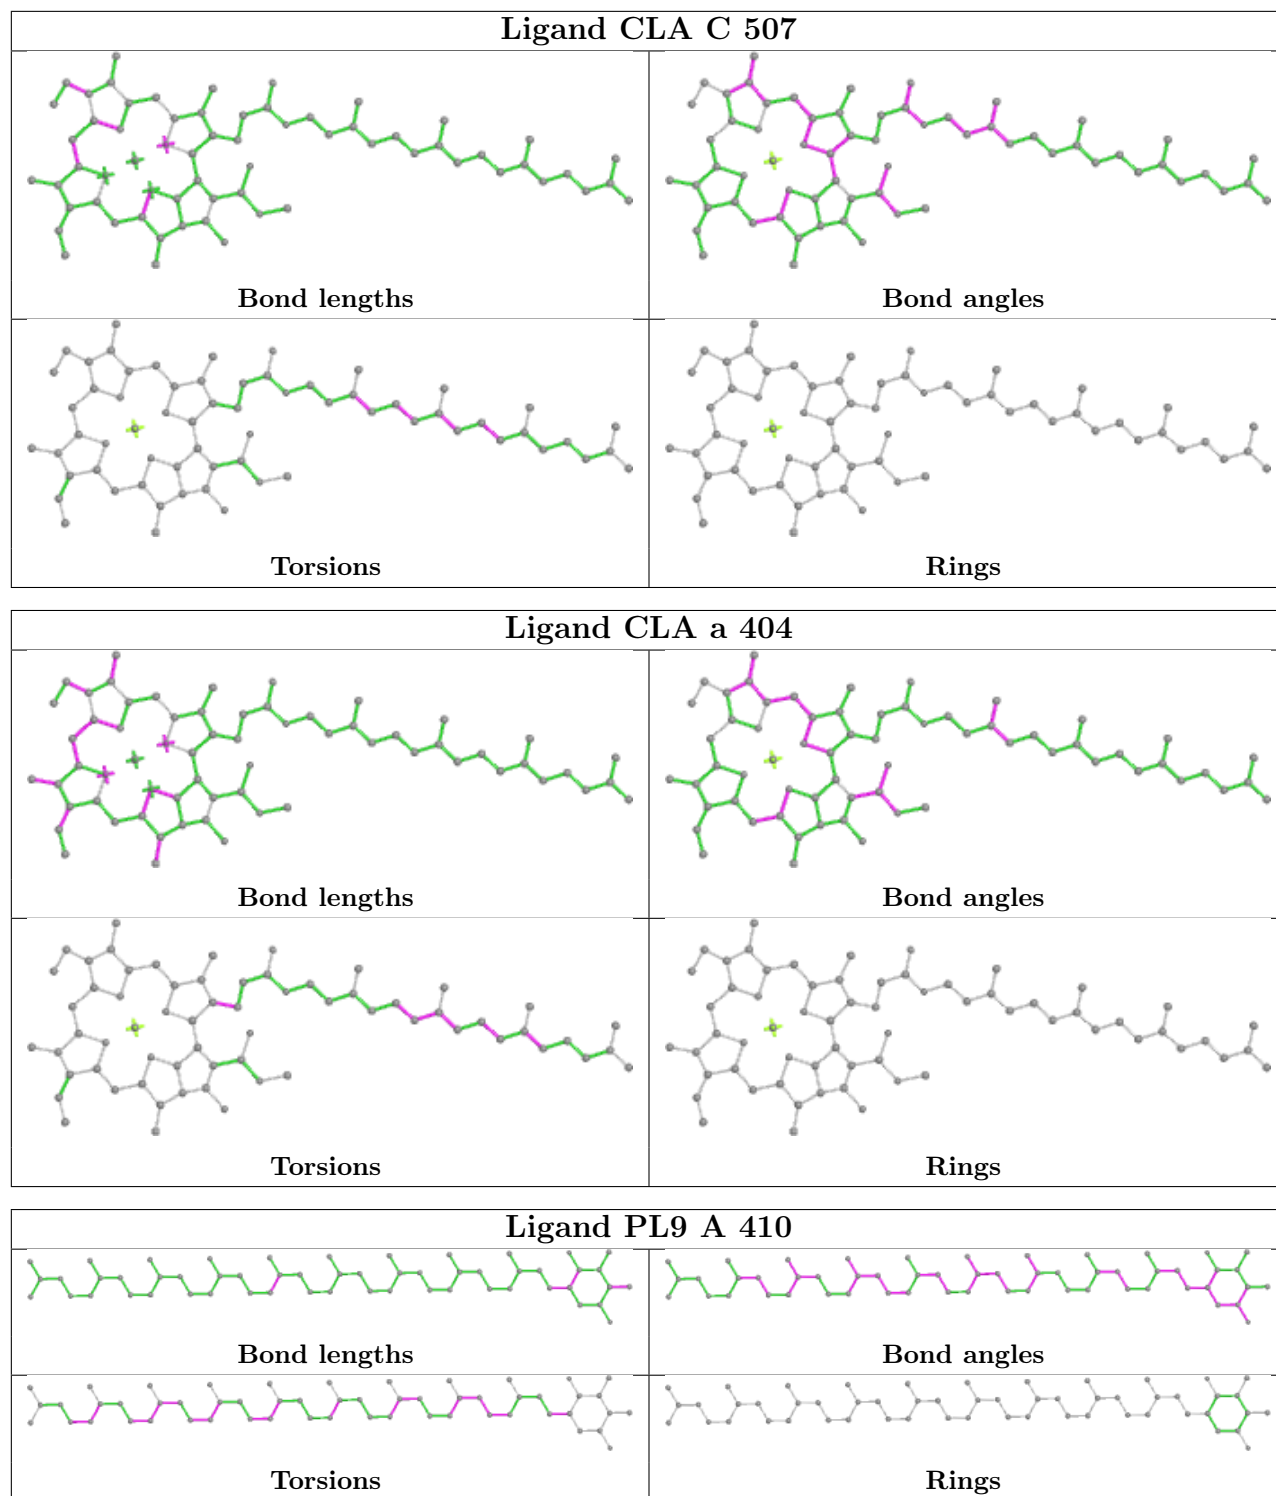 Ligand CLA C 507
Bond lengths
Bond angles
Torsions
Rings
Ligand CLA a 404
Bond lengths
Bond angles
Torsions
Rings
Ligand PL9 A 410
Bond lengths
Bond angles
Torsions
Rings